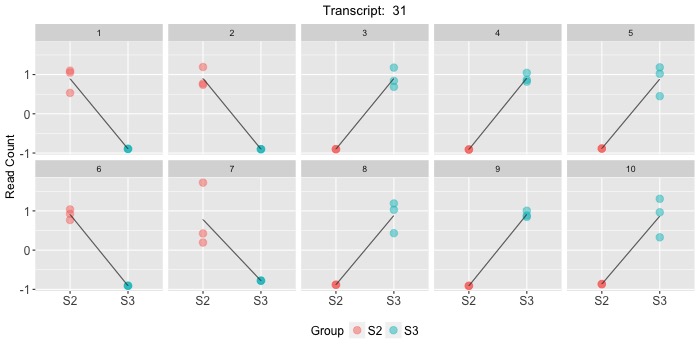 Transcript: 31
1 2 3 4 5
1
0
-1
Read Count
6 7 8 9 10
1
0
-1
S2 S3 S2 S3 S2 S3 S2 S3 S2 S3
Group S2 S3